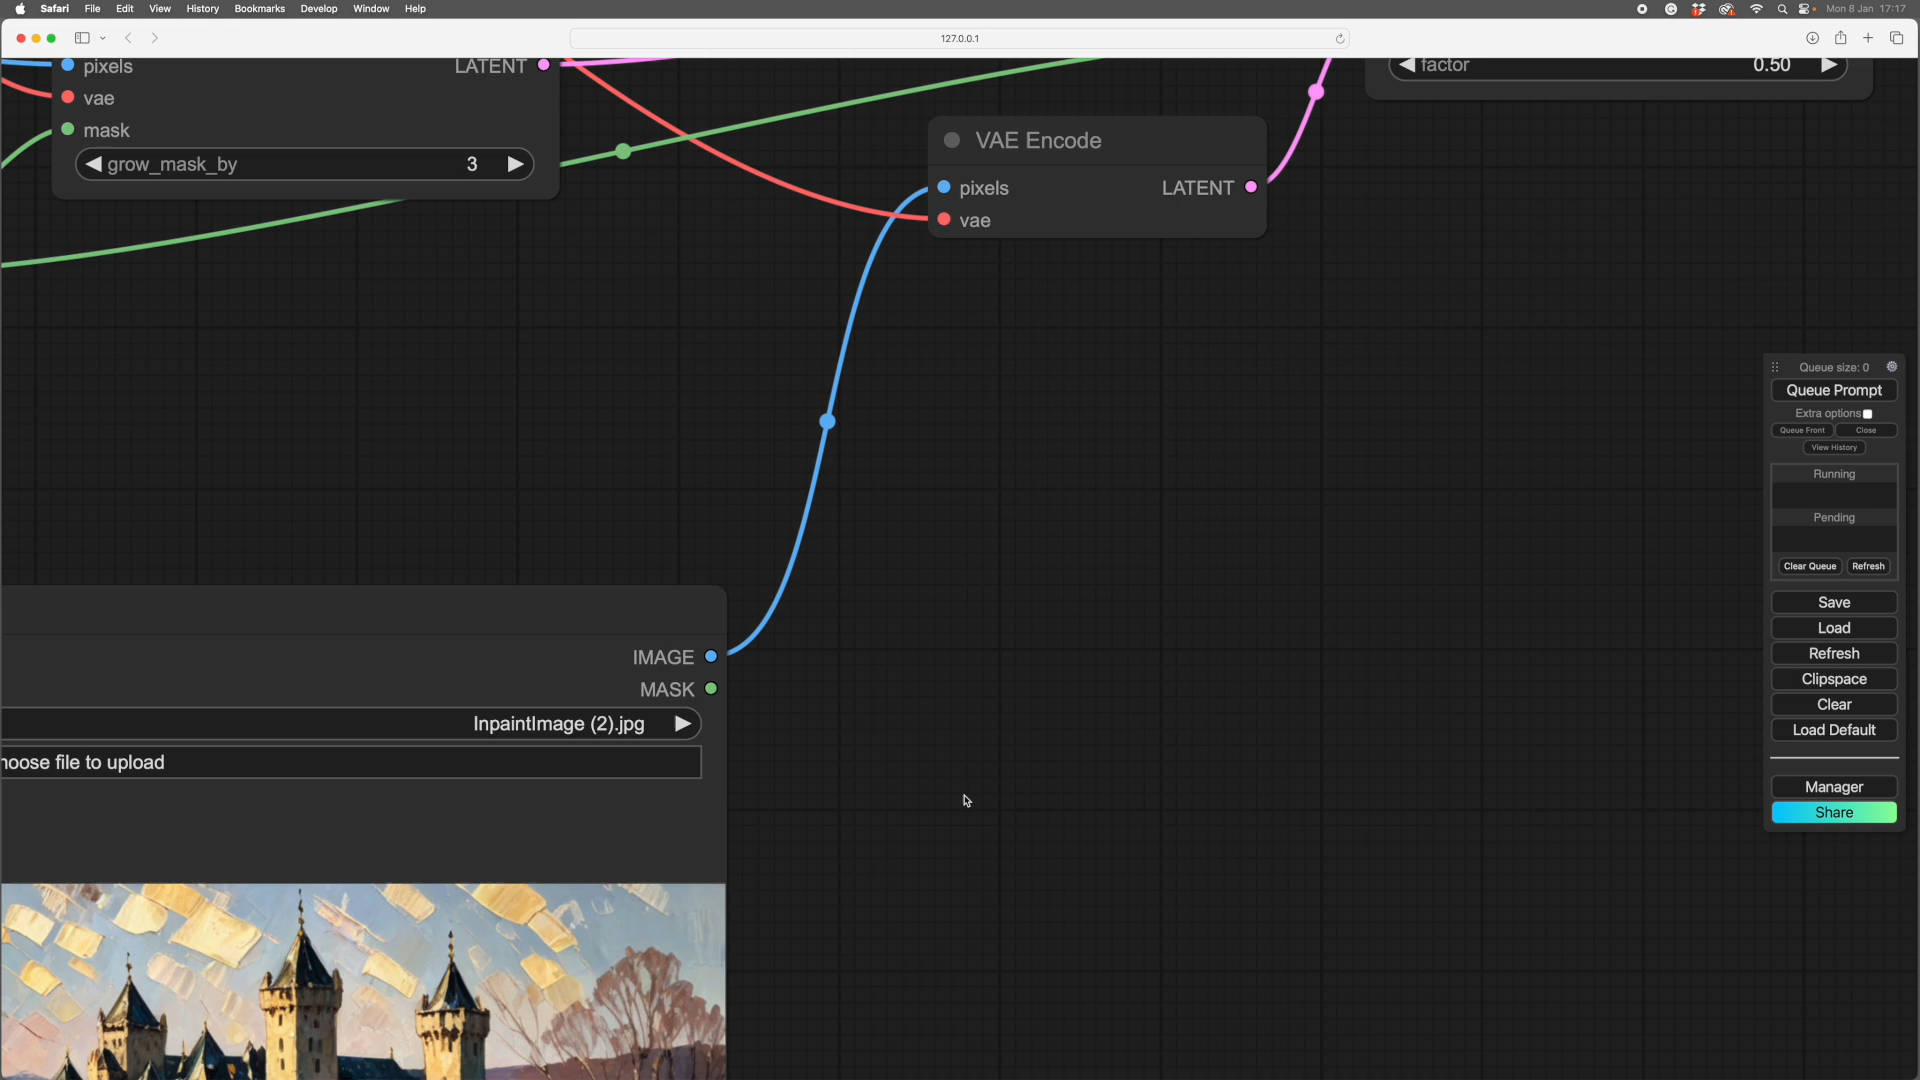 Safari File Edit View History Bookmarks Develop Window Help Mon 8 Jan 17:17
127.0.0.1
pixels LATENT
vae
mask
grow_mask_by 3
factor 0.50
VAE Encode
pixels LATENT
vae
IMAGE
MASK
InpaintImage (2).jpg
hoose file to upload
Queue size: 0
Queue Prompt
Extra options
Queue Front Close
View History
Running
Pending
Clear Queue Refresh
Save
Load
Refresh
Clipspace
Clear
Load Default
Manager
Share